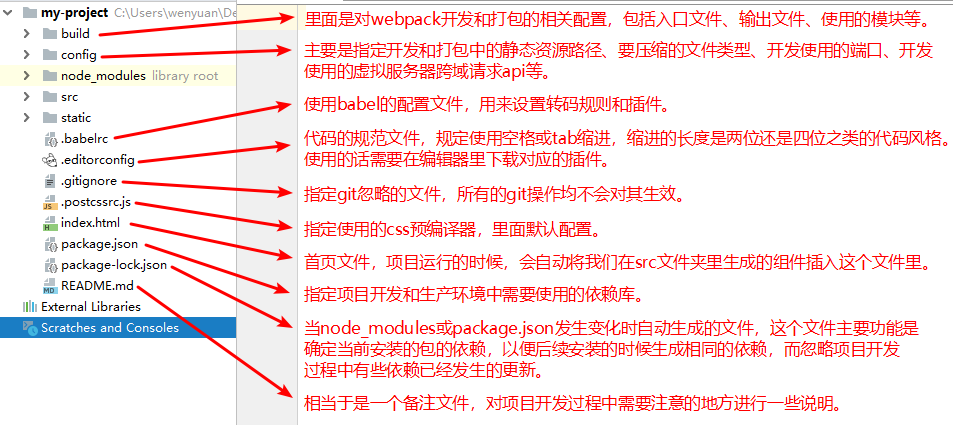 my-project C:\Users\wenyuan\De
build
config
node_modules library root
src
static
.babelrc
.editorconfig
.gitignore
.postcssrc.js
index.html
package.json
package-lock.json
README.md
External Libraries
Scratches and Consoles
里面是对webpack开发和打包的相关配置，包括入口文件、输出文件、使用的模块等。
主要是指定开发和打包中的静态资源路径、要压缩的文件类型、开发使用的端口、开发
使用的虚拟服务器跨域请求api等。
使用babel的配置文件，用来设置转码规则和插件。
代码的规范文件，规定使用空格或tab缩进，缩进的长度是两位还是四位之类的代码风格。
使用的话需要在编辑器里下载对应的插件。
指定git忽略的文件，所有的git操作均不会对其生效。
指定使用的css预编译器，里面默认配置。
首页文件，项目运行的时候，会自动将我们在src文件夹里生成的组件插入这个文件里。
指定项目开发和生产环境中需要使用的依赖库。
当node_modules或package.json发生变化时自动生成的文件，这个文件主要功能是
确定当前安装的包的依赖，以便后续安装的时候生成相同的依赖，而忽略项目开发
过程中有些依赖已经发生的更新。
相当于是一个备注文件，对项目开发过程中需要注意的地方进行一些说明。